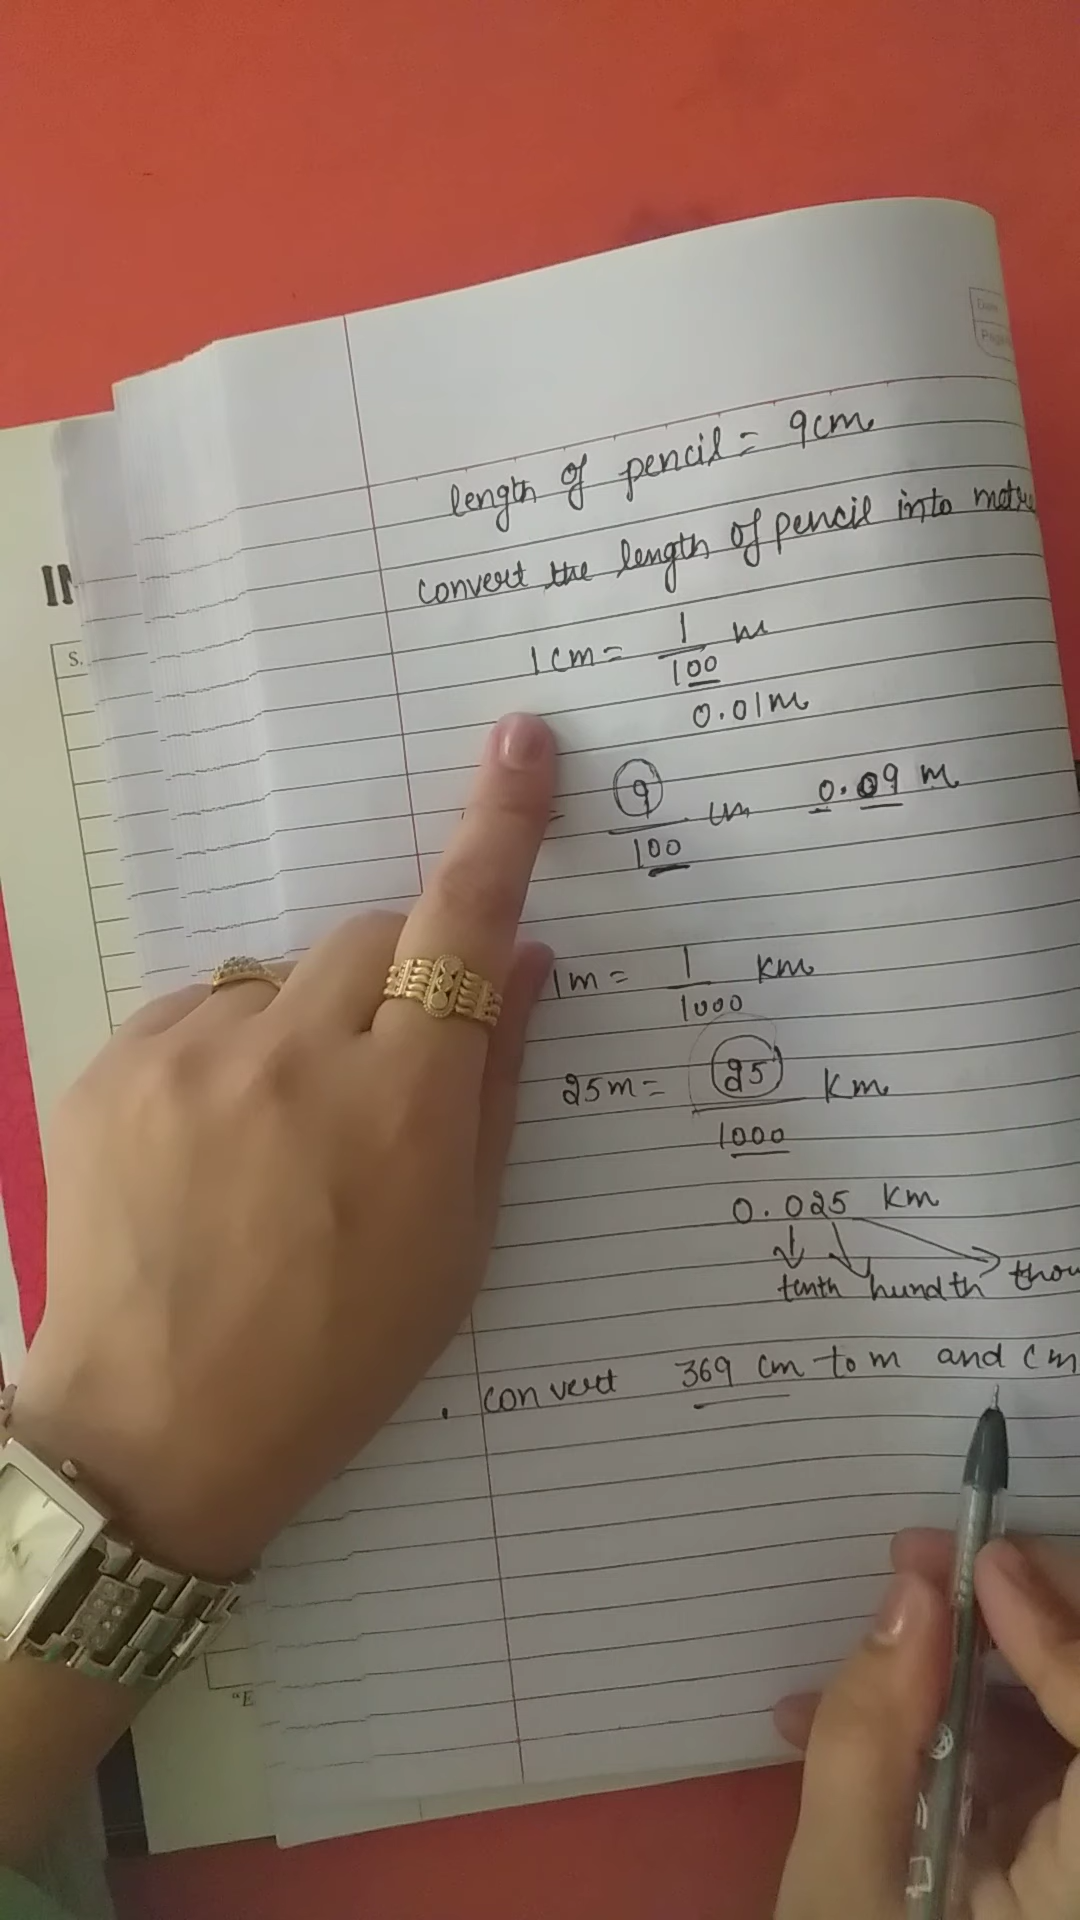 length of pencil = 9cm
convert the length of pencil into
1cm = 1/100 m
0.01m
= 9/100 m 0.09 m
1m = 1/1000 km
25m = 25/1000 km
0.025 km
tenth hundth thou
. convert 369 cm to m and cm
S.
"E